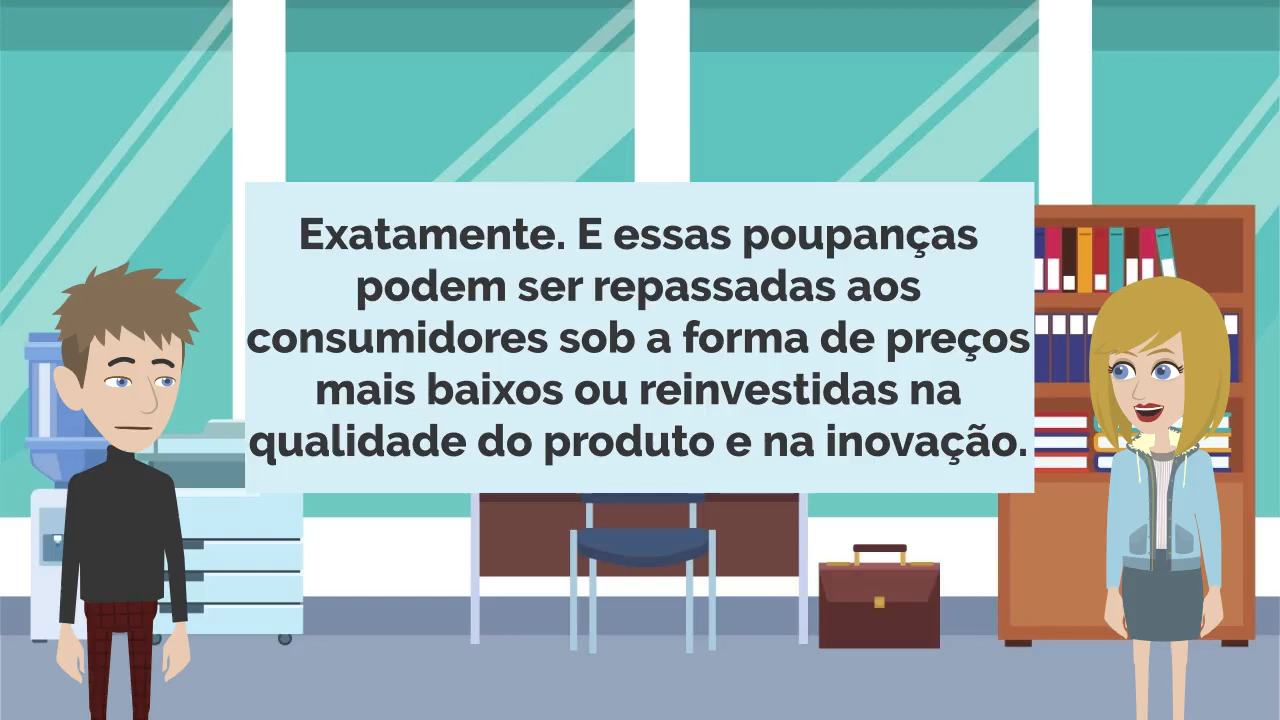 Exatamente. E essas poupanças
podem ser repassadas aos
consumidores sob a forma de preços
mais baixos ou reinvestidas na
qualidade do produto e na inovação.